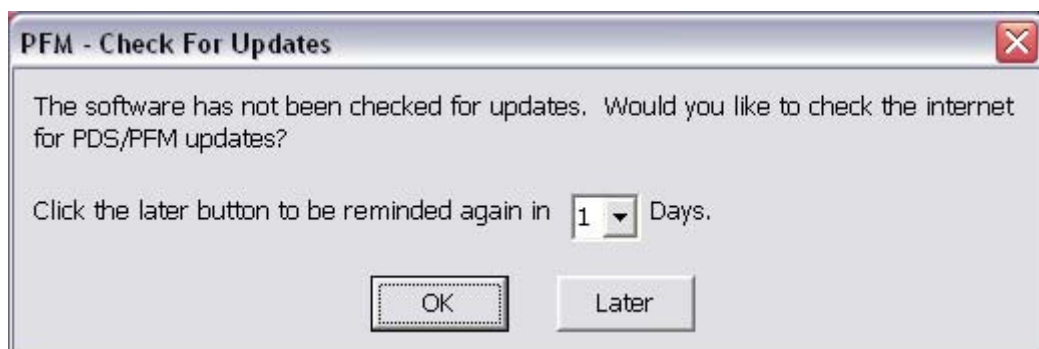 PFM - Check For Updates
The software has not been checked for updates.  Would you like to check the internet
for PDS/PFM updates?
Click the later button to be reminded again in 1 Days.
OK Later